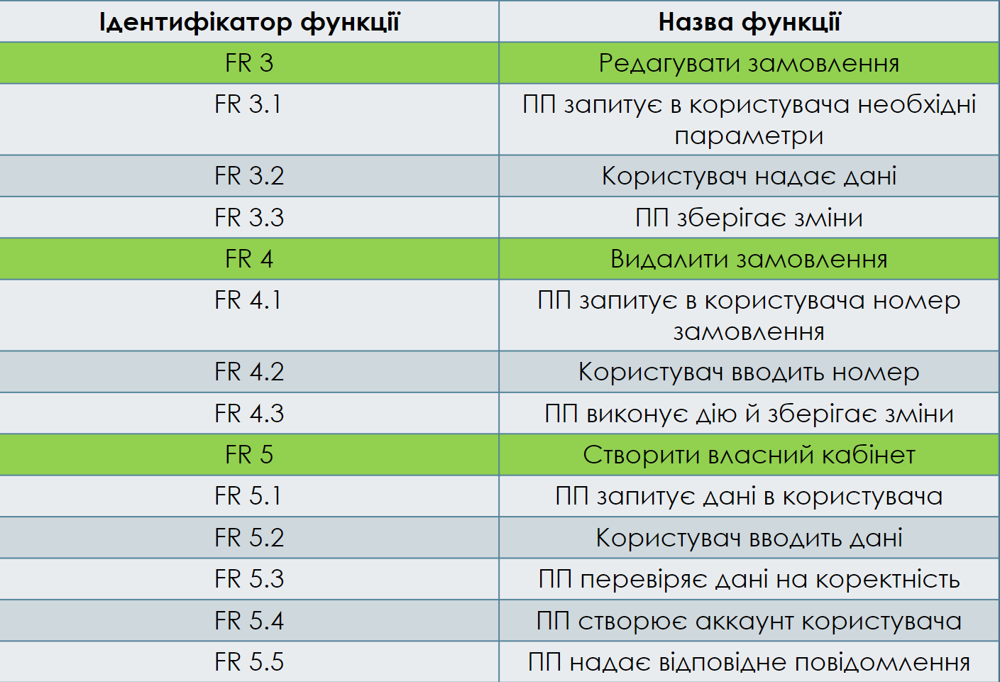 Ідентифікатор функції
Назва функції
FR 3
Редагувати замовлення
FR 3.1
ПП запитує в користувача необхідні
параметри
FR 3.2
Користувач надає дані
FR 3.3
ПП зберігає зміни
FR 4
Видалити замовлення
FR 4.1
ПП запитує в користувача номер
замовлення
FR 4.2
Користувач вводить номер
FR 4.3
ПП виконує дію й зберігає зміни
FR 5
Створити власний кабінет
FR 5.1
ПП запитує дані в користувача
FR 5.2
Користувач вводить дані
FR 5.3
ПП перевіряє дані на коректність
FR 5.4
ПП створює аккаунт користувача
FR 5.5
ПП надає відповідне повідомлення